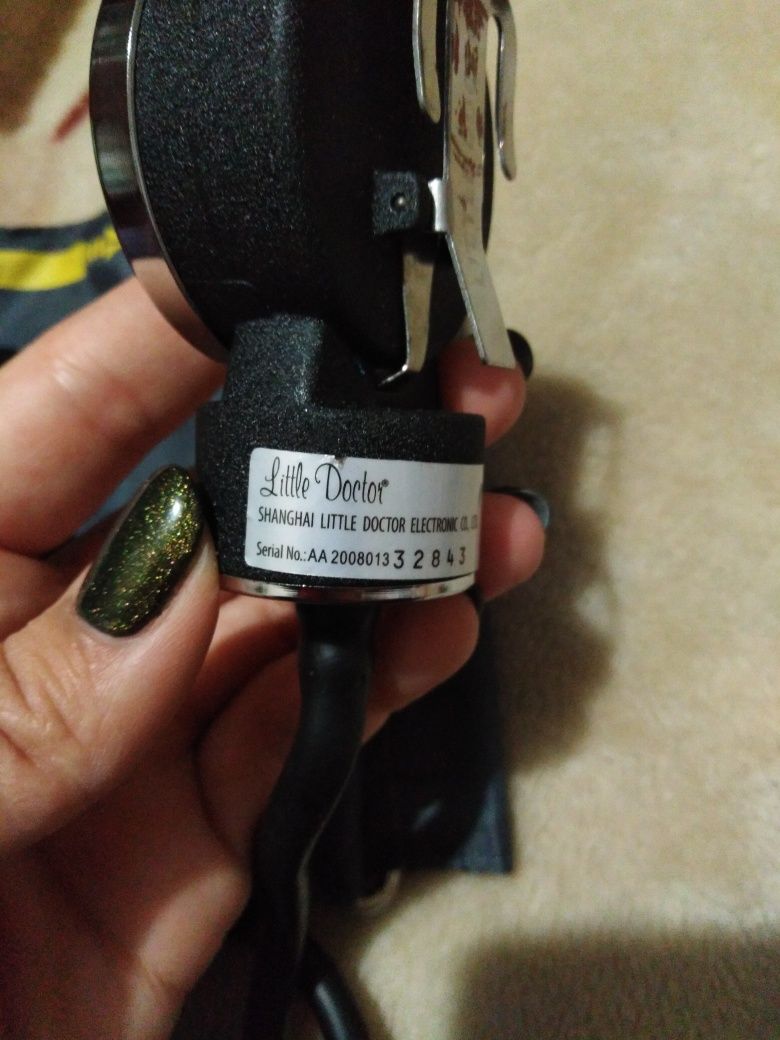 Little Doctor®
SHANGHAI LITTLE DOCTOR ELECTRONIC CO., LTD
Serial No.: AA 2008013 3 2 8 4 3